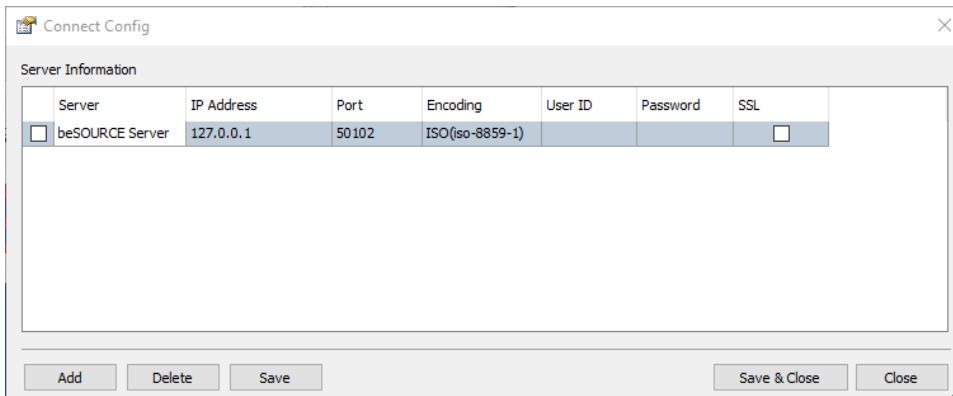 Connect Config
Server Information
Server IP Address Port Encoding User ID Password SSL
beSOURCE Server 127.0.0.1 50102 ISO(iso-8859-1)
Add Delete Save Save & Close Close